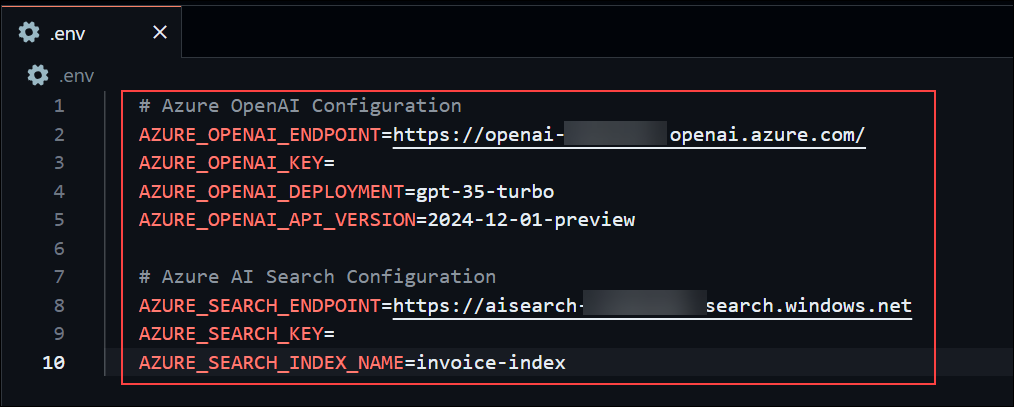 .env
.env
1 # Azure OpenAI Configuration
2 AZURE_OPENAI_ENDPOINT=https://openai- openai.azure.com/
3 AZURE_OPENAI_KEY=
4 AZURE_OPENAI_DEPLOYMENT=gpt-35-turbo
5 AZURE_OPENAI_API_VERSION=2024-12-01-preview
6
7 # Azure AI Search Configuration
8 AZURE_SEARCH_ENDPOINT=https://aisearch- search.windows.net
9 AZURE_SEARCH_KEY=
10 AZURE_SEARCH_INDEX_NAME=invoice-index